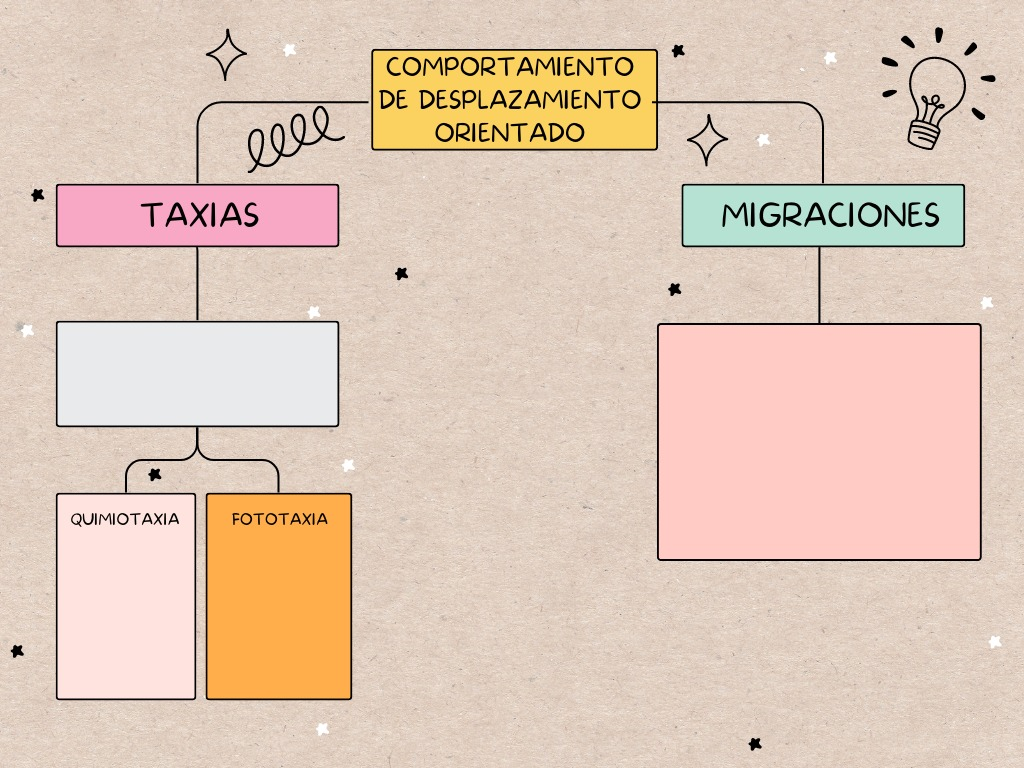 COMPORTAMIENTO
DE DESPLAZAMIENTO
ORIENTADO
TAXIAS
MIGRACIONES
QUIMIOTAXIA
FOTOTAXIA